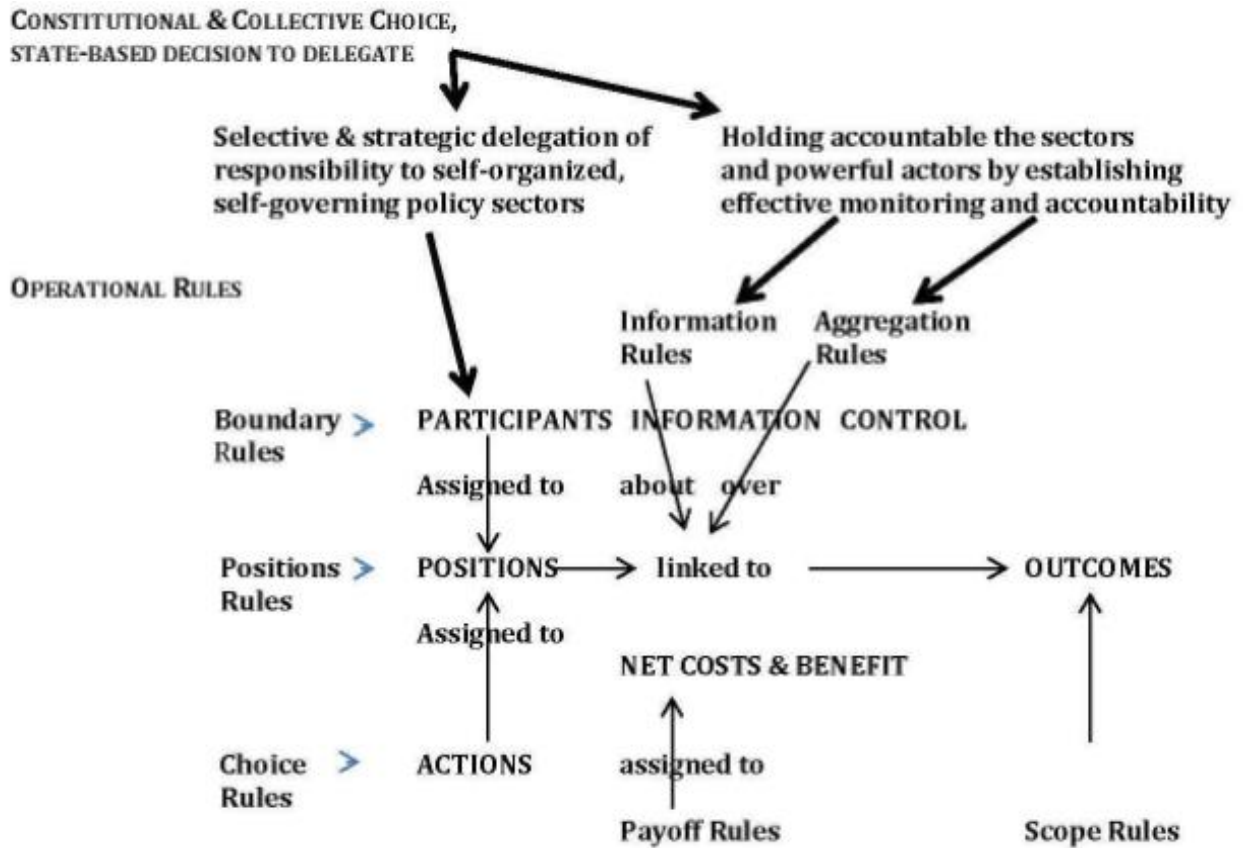 CONSTITUTIONAL & COLLECTIVE CHOICE,
STATE-BASED DECISION TO DELEGATE
Selective & strategic delegation of
responsibility to self-organized,
self-governing policy sectors
Holding accountable the sectors
and powerful actors by establishing
effective monitoring and accountability
OPERATIONAL RULES
Information
Rules
Aggregation
Rules
Boundary
Rules
PARTICIPANTS INFORMATION CONTROL
Assigned to about over
Positions
Rules
POSITIONS linked to OUTCOMES
Assigned to
NET COSTS & BENEFIT
Choice
Rules
ACTIONS assigned to
Payoff Rules Scope Rules